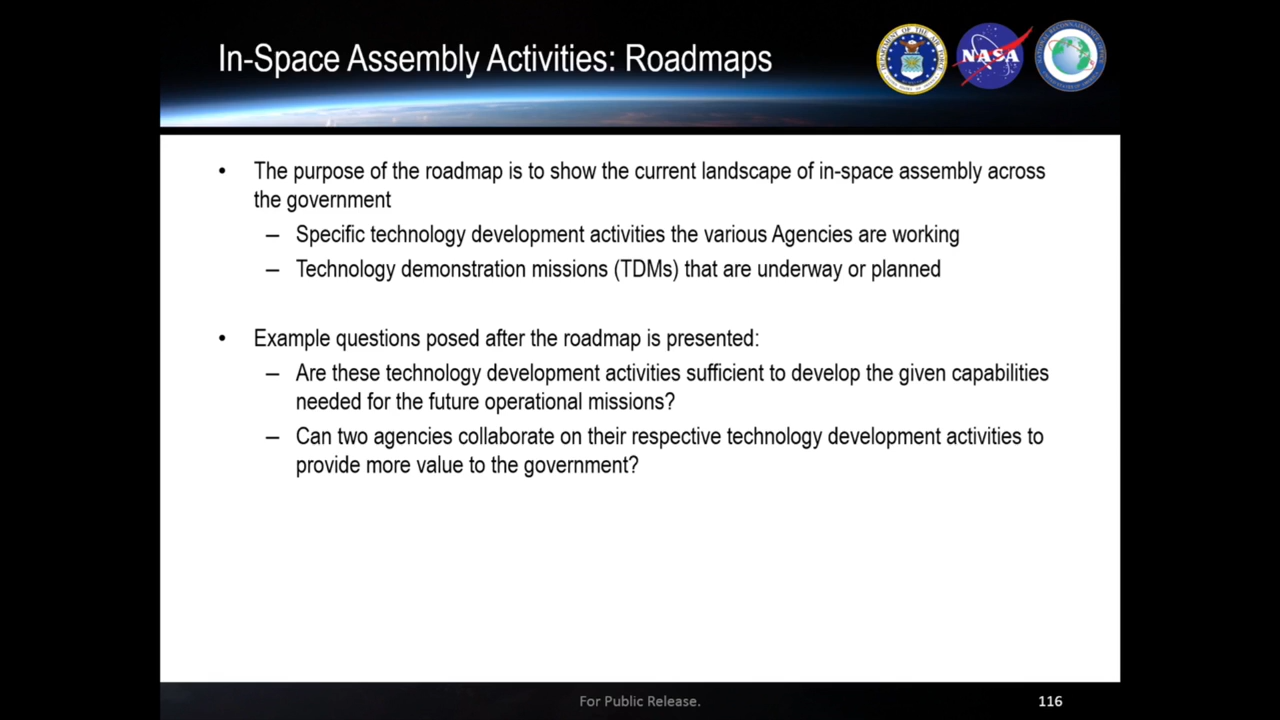 In-Space Assembly Activities: Roadmaps
NASA
• The purpose of the roadmap is to show the current landscape of in-space assembly across
the government
– Specific technology development activities the various Agencies are working
– Technology demonstration missions (TDMs) that are underway or planned
• Example questions posed after the roadmap is presented:
– Are these technology development activities sufficient to develop the given capabilities
needed for the future operational missions?
– Can two agencies collaborate on their respective technology development activities to
provide more value to the government?
For Public Release.
116